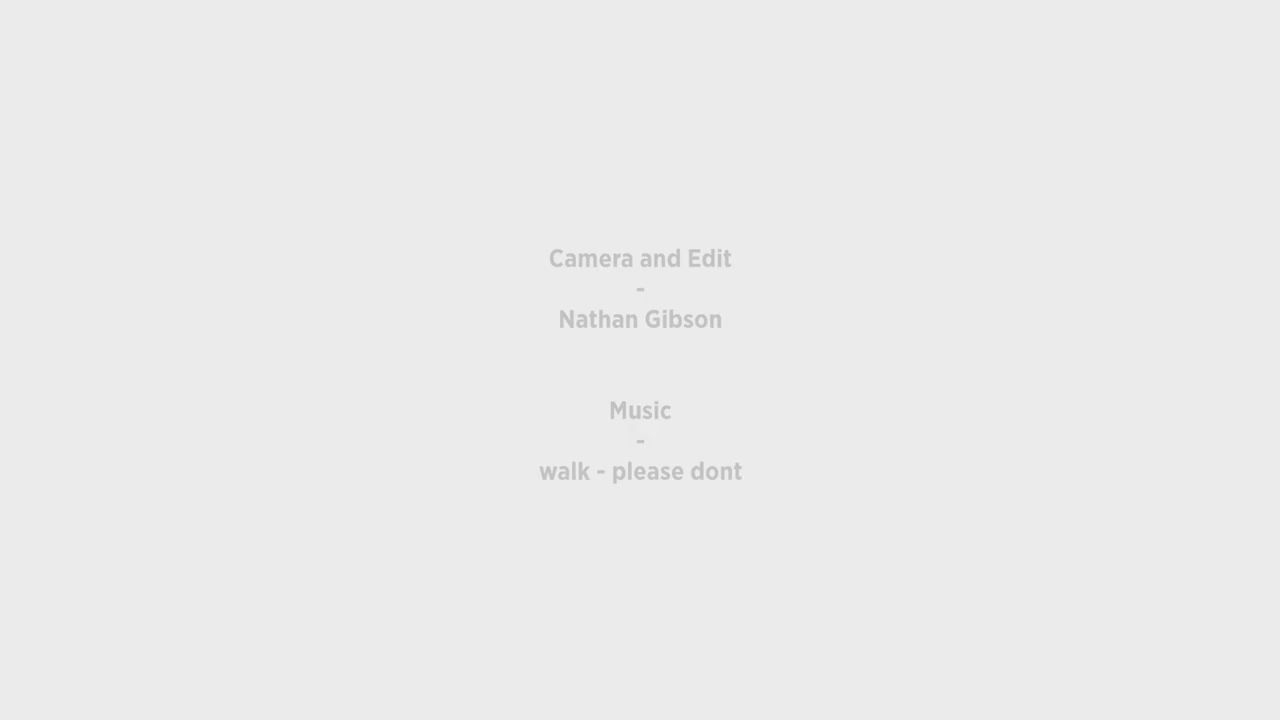 Camera and Edit
-
Nathan Gibson
Music
-
walk - please dont